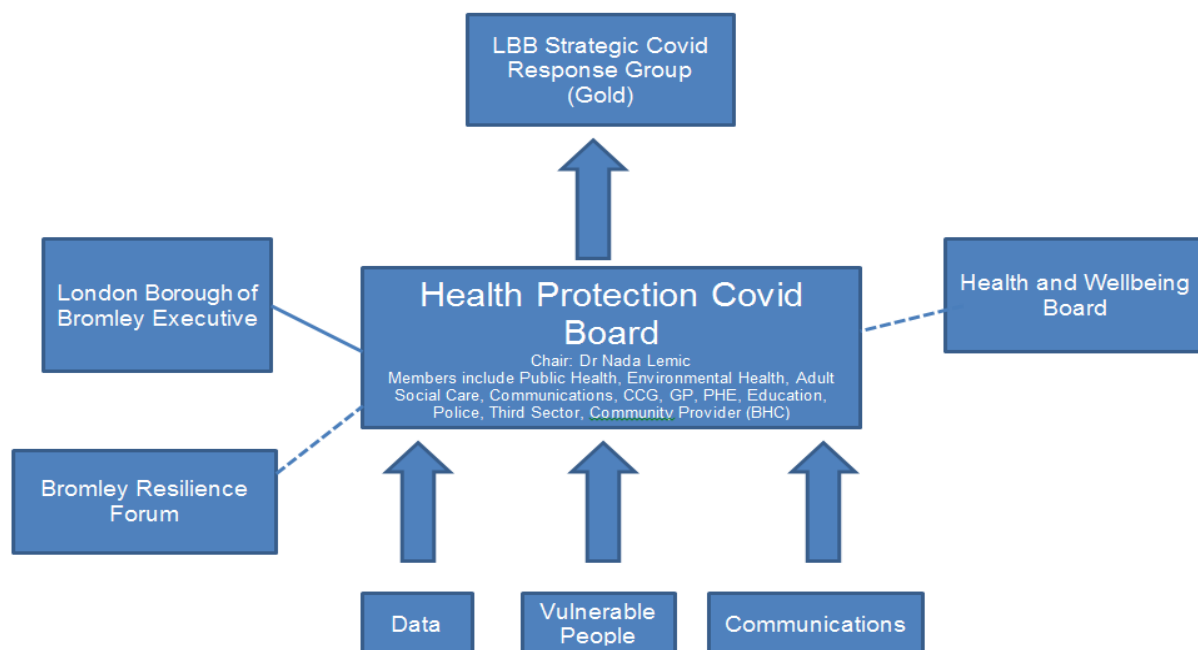 LBB Strategic Covid
Response Group
(Gold)
London Borough of
Bromley Executive
Health Protection Covid
Board
Chair: Dr Nada Lemic
Members include Public Health, Environmental Health, Adult
Social Care, Communications, CCG, GP, PHE, Education,
Police, Third Sector, Community Provider (BHC)
Health and Wellbeing
Board
Bromley Resilience
Forum
Data
Vulnerable
People
Communications